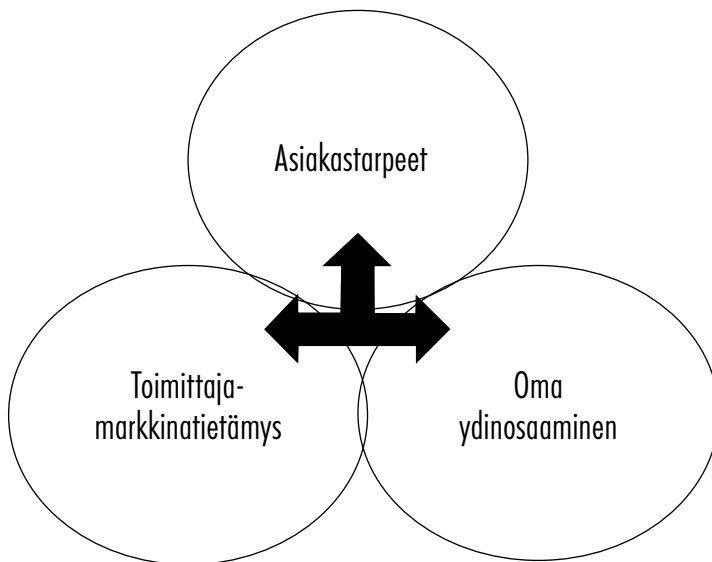 Asiakastarpeet
Toimittaja-
markkinatietämys
Oma
ydinosaaminen